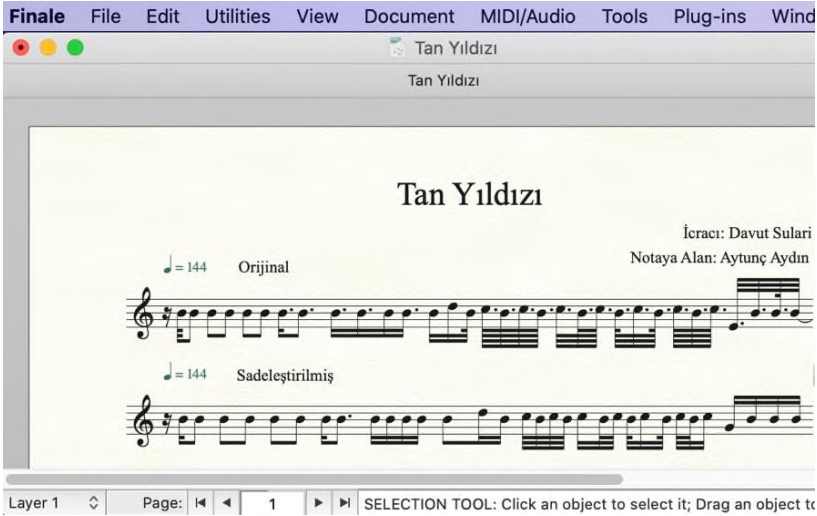 Finale File Edit Utilities View Document MIDI/Audio Tools Plug-ins Wind
Tan Yıldızı
Tan Yıldızı
Tan Yıldızı
İcracı: Davut Sulari
Notaya Alan: Aytunç Aydın
= 144 Orijinal
= 144 Sadeleştirilmiş
Layer 1 Page: 1 SELECTION TOOL: Click an object to select it; Drag an object to